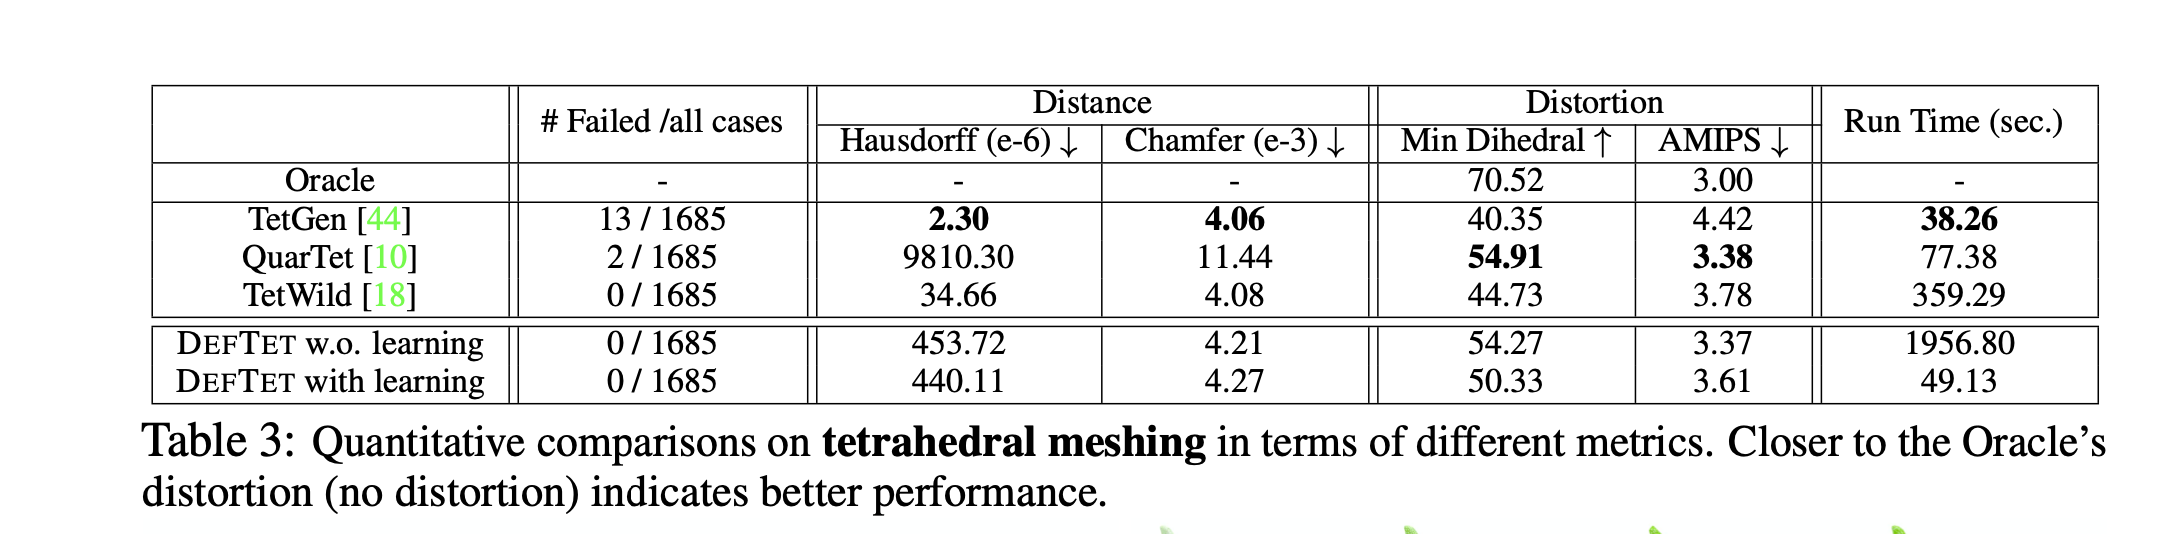 # Failed /all cases Distance Distortion Run Time (sec.)
Hausdorff (e-6) ↓ Chamfer (e-3) ↓ Min Dihedral ↑ AMIPS ↓
Oracle - - - 70.52 3.00 -
TetGen [44] 13 / 1685 2.30 4.06 40.35 4.42 38.26
QuarTet [10] 2 / 1685 9810.30 11.44 54.91 3.38 77.38
TetWild [18] 0 / 1685 34.66 4.08 44.73 3.78 359.29
DEFTET w.o. learning 0 / 1685 453.72 4.21 54.27 3.37 1956.80
DEFTET with learning 0 / 1685 440.11 4.27 50.33 3.61 49.13
Table 3: Quantitative comparisons on tetrahedral meshing in terms of different metrics. Closer to the Oracle's
distortion (no distortion) indicates better performance.